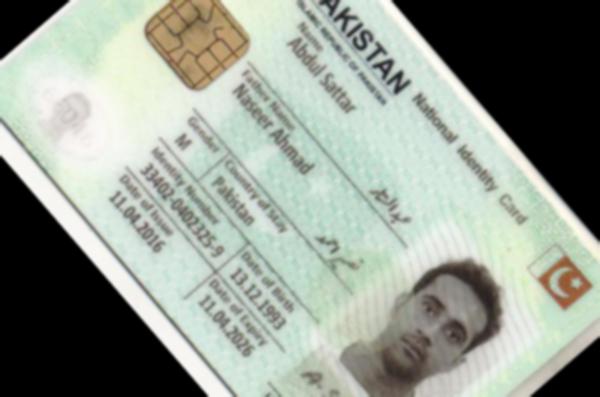 PAKISTAN National Identity Card
ISLAMIC REPUBLIC OF PAKISTAN
Name
Abdul Sattar
Father Name
Naseer Ahmad
Gender Country of Stay
M Pakistan
Identity Number Date of Birth
33402-0402325-9 13.12.1993
Date of Issue Date of Expiry
11.04.2016 11.04.2026